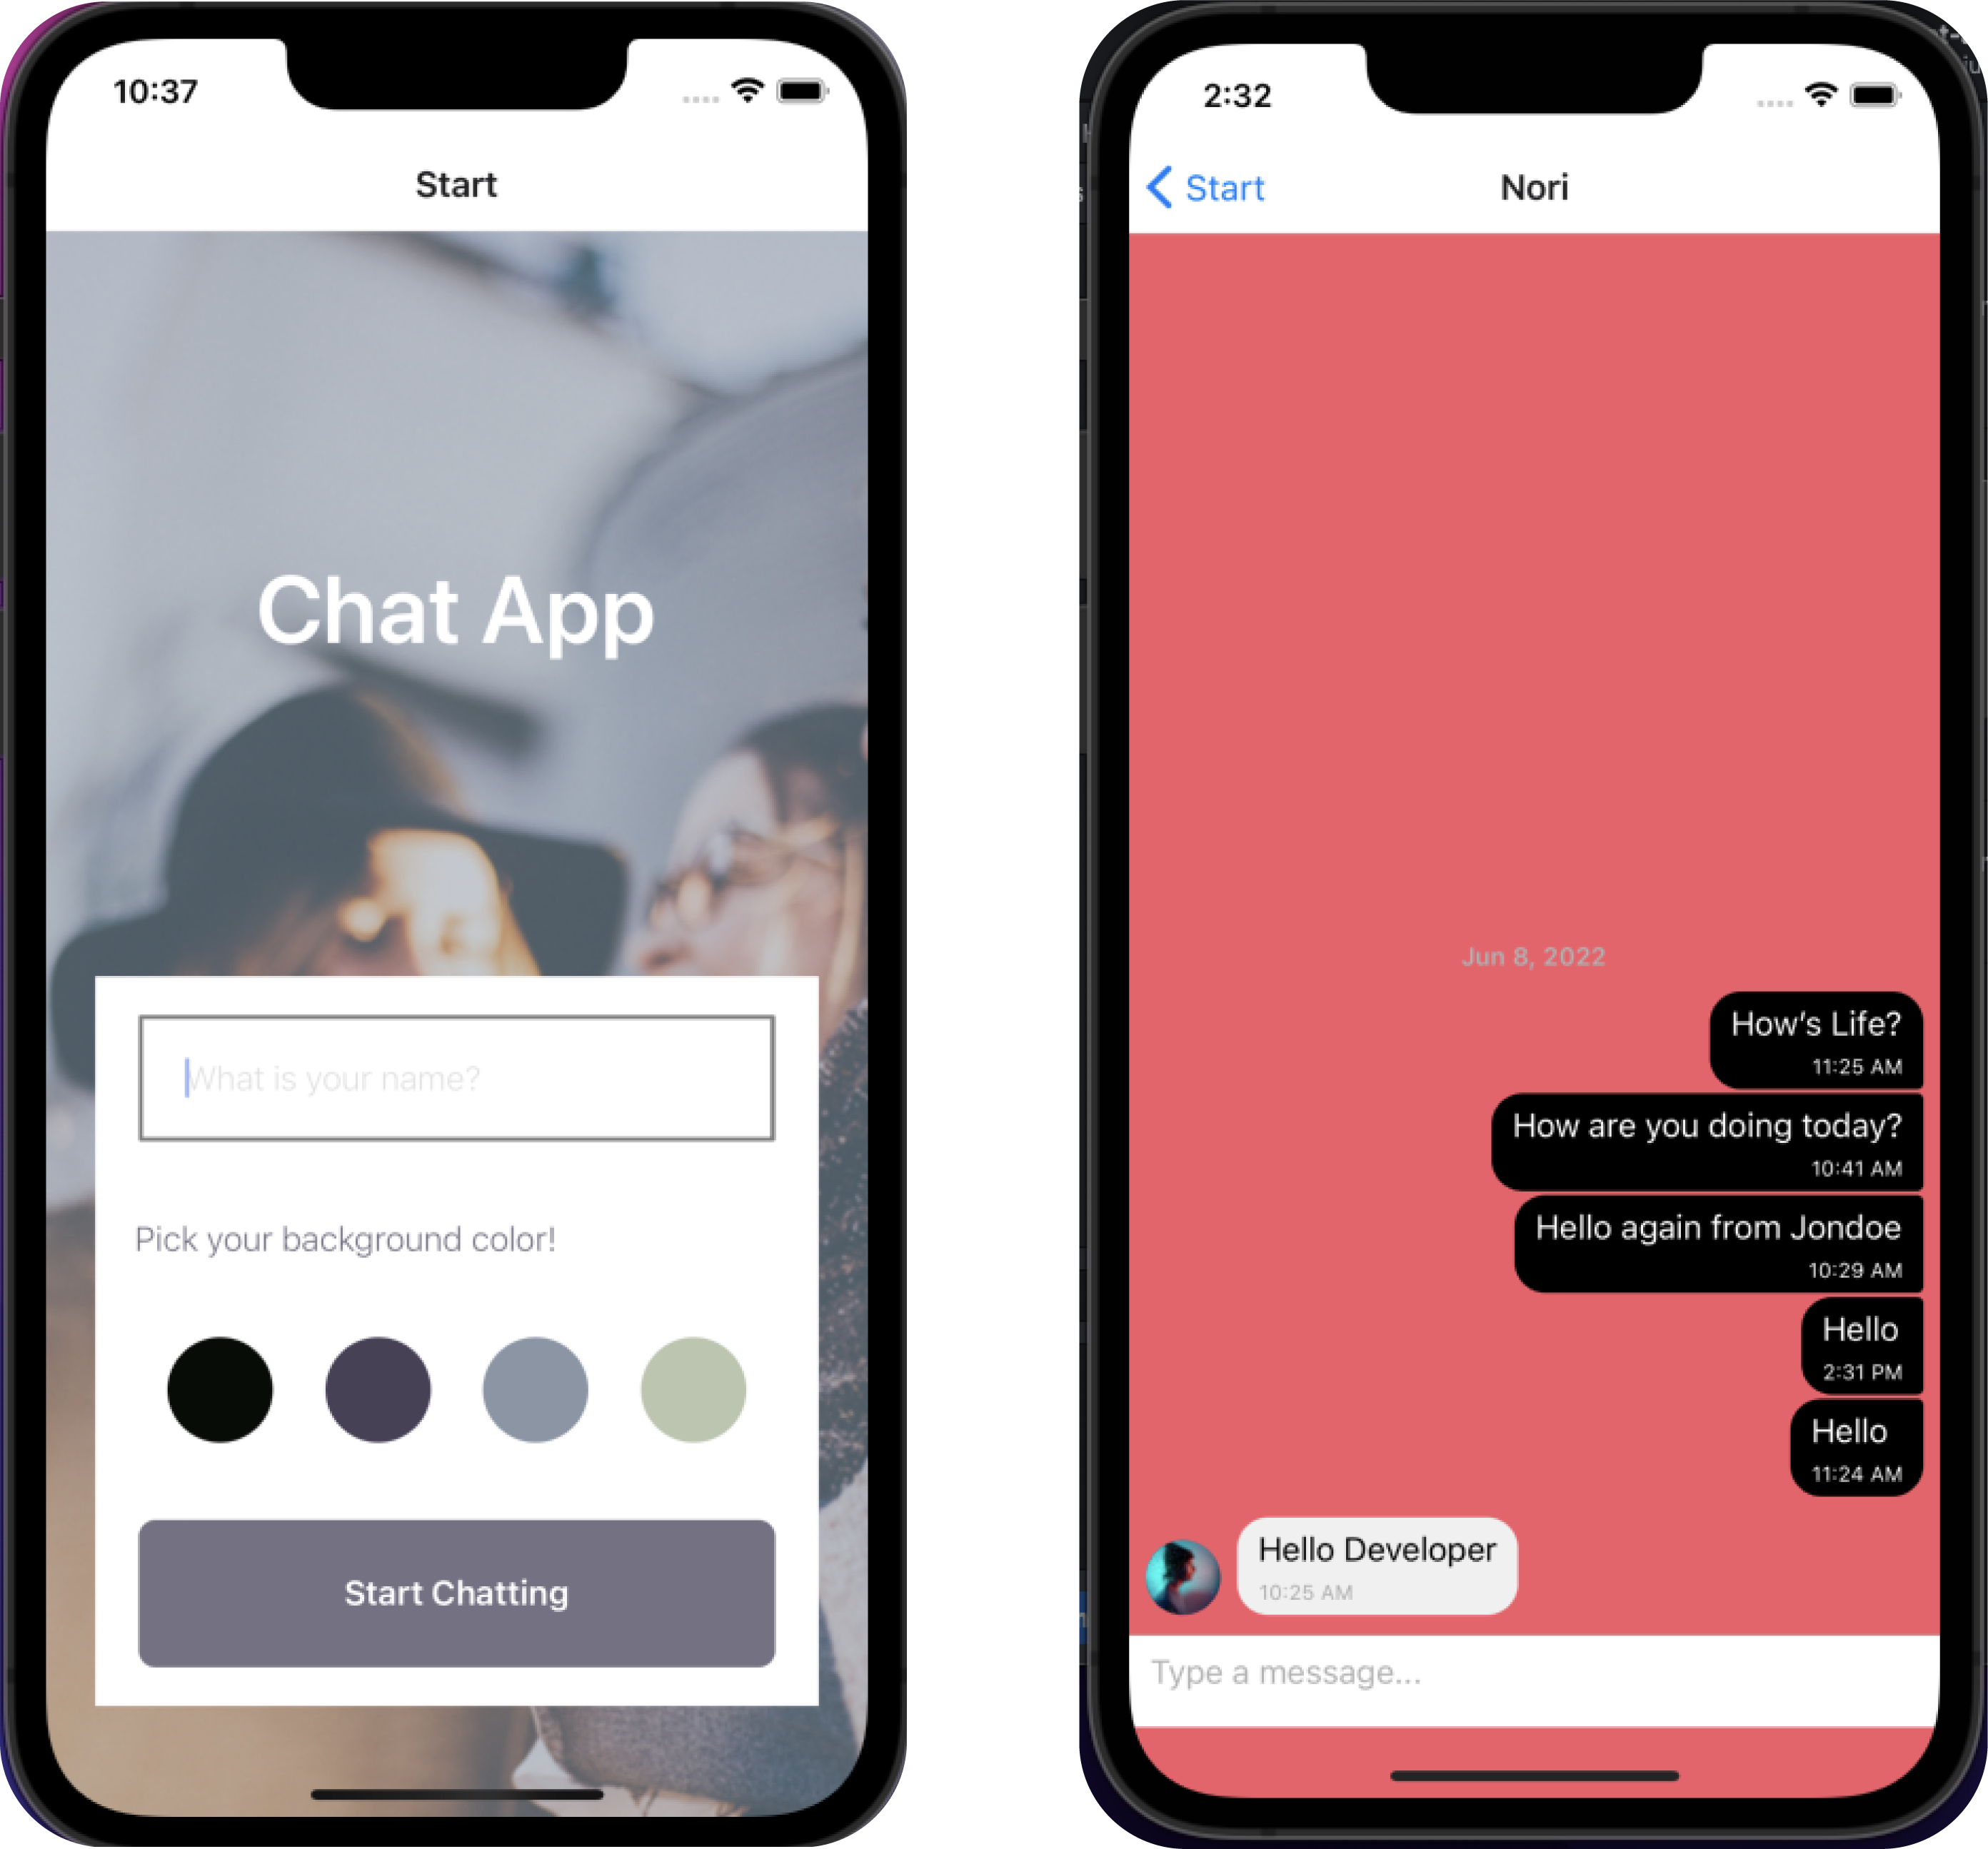 10:37
Start
Chat App
What is your name?
Pick your background color!
Start Chatting
2:32
Start
Nori
Jun 8, 2022
How's Life?
11:25 AM
How are you doing today?
10:41 AM
Hello again from Jondoe
10:29 AM
Hello
2:31 PM
Hello
11:24 AM
Hello Developer
10:25 AM
Type a message...